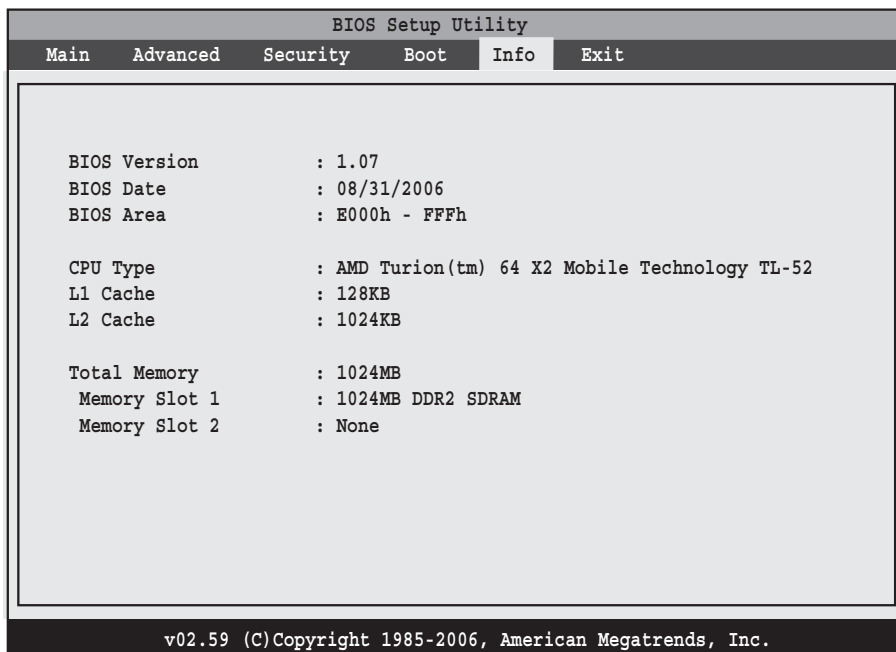 BIOS Setup Utility
Main Advanced Security Boot Info Exit
BIOS Version : 1.07
BIOS Date : 08/31/2006
BIOS Area : E000h - FFFh
CPU Type : AMD Turion(tm) 64 X2 Mobile Technology TL-52
L1 Cache : 128KB
L2 Cache : 1024KB
Total Memory : 1024MB
Memory Slot 1 : 1024MB DDR2 SDRAM
Memory Slot 2 : None
v02.59 (C)Copyright 1985-2006, American Megatrends, Inc.